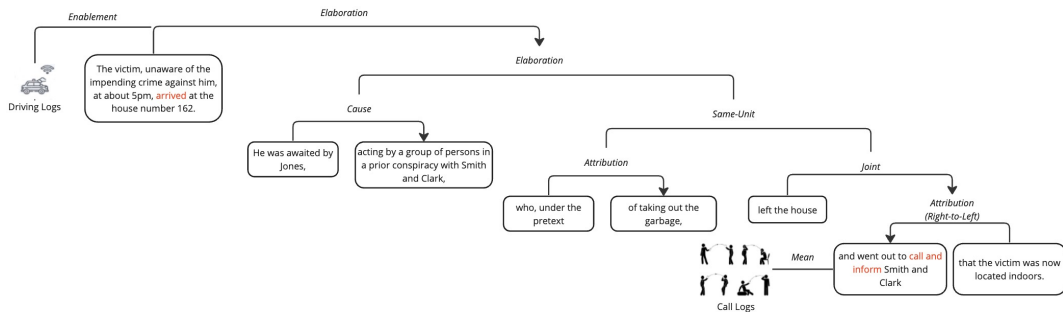 Enablement
Elaboration
Driving Logs
The victim, unaware of the
impending crime against him,
at about 5pm, arrived at the
house number 162.
Elaboration
Cause
Same-Unit
He was awaited by
Jones,
acting by a group of persons in
a prior conspiracy with Smith
and Clark,
Attribution
Joint
who, under the
pretext
of taking out the
garbage,
left the house
Attribution
(Right-to-Left)
Mean
Call Logs
and went out to call and
inform Smith and
Clark
that the victim was now
located indoors.